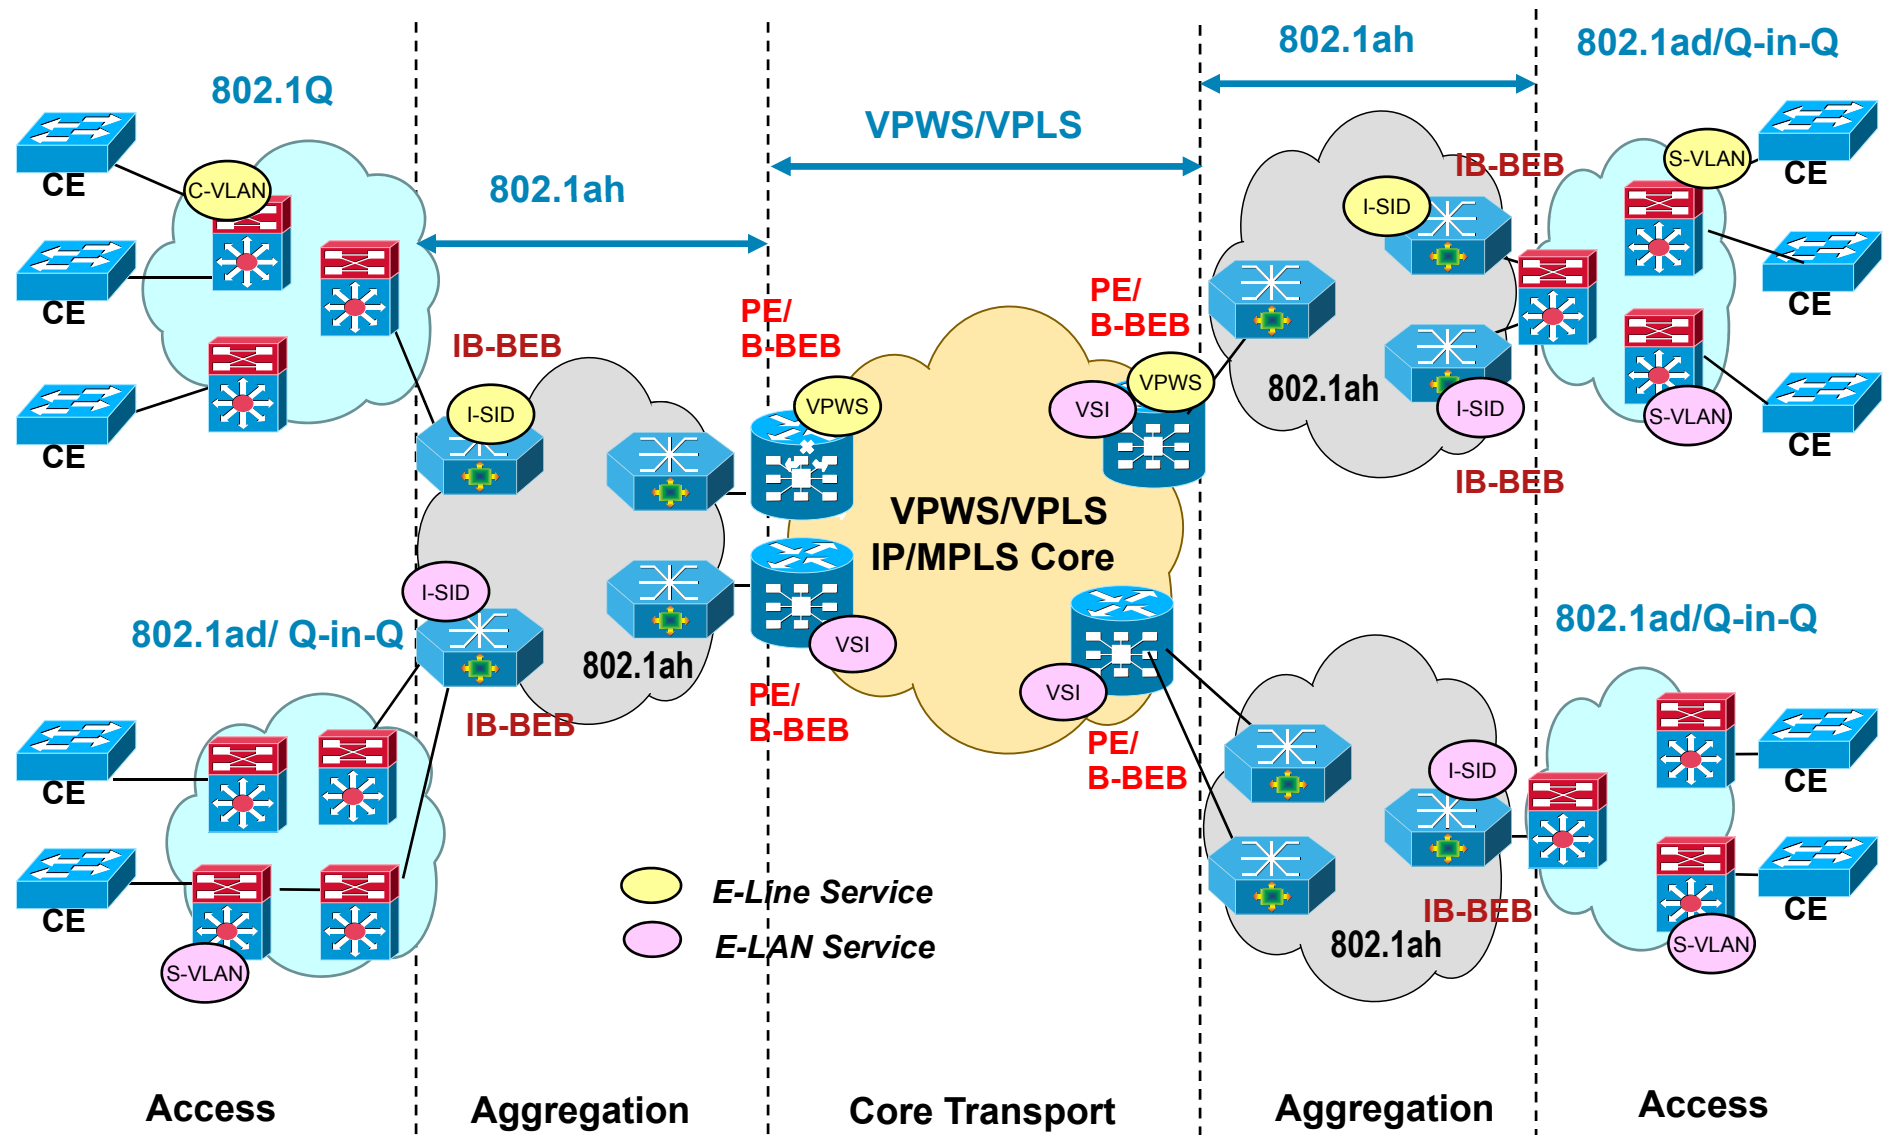 802.1ah
802.1ad/Q-in-Q
802.1Q
VPWS/VPLS
802.1ah
CE
C-VLAN
IB-BEB
S-VLAN
CE
I-SID
CE
PE/
B-BEB
PE/
B-BEB
CE
IB-BEB
802.1ah
VPWS
VSI
VPWS
I-SID
S-VLAN
I-SID
CE
CE
IB-BEB
VPWS/VPLS
IP/MPLS Core
I-SID
802.1ad/ Q-in-Q
802.1ah
VSI
802.1ad/Q-in-Q
VSI
IB-BEB
PE/
B-BEB
PE/
B-BEB
CE
I-SID
CE
E-Line Service
CE
IB-BEB
CE
E-LAN Service
802.1ah
S-VLAN
S-VLAN
Access
Aggregation
Core Transport
Aggregation
Access